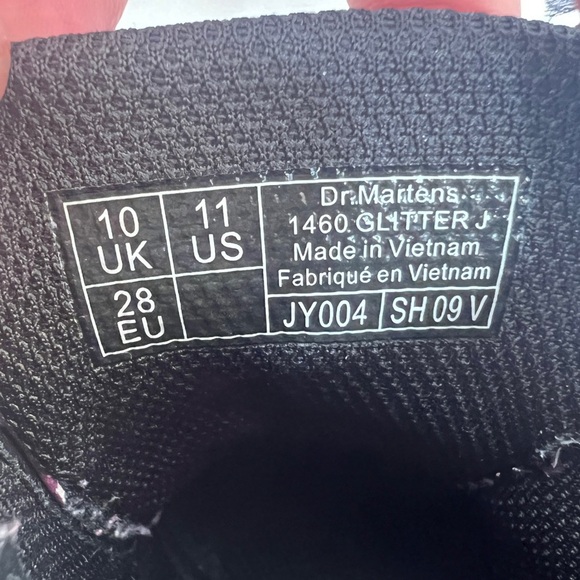 10
UK
11
US
28
EU
Dr.Martens
1460 GLITTER J
Made in Vietnam
Fabriqué en Vietnam
JY004
SH 09 V